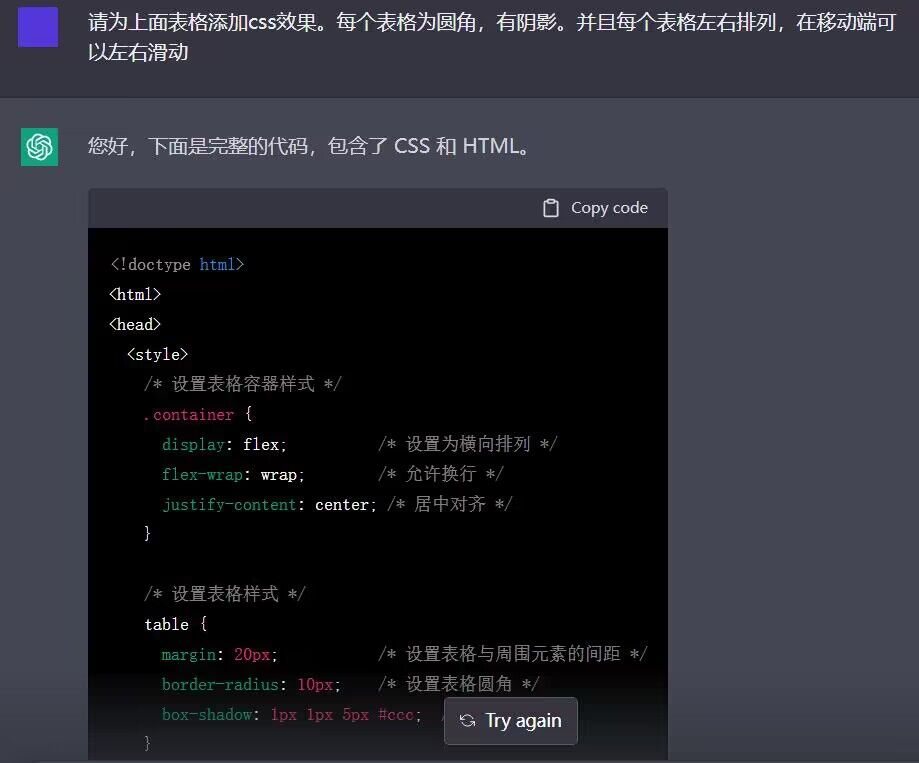 请为上面表格添加css效果。每个表格为圆角，有阴影。并且每个表格左右排列，在移动端可
以左右滑动
您好，下面是完整的代码，包含了 CSS 和 HTML。
Copy code
<!doctype html>
<html>
<head>
<style>
/* 设置表格容器样式 */
.container {
display: flex; /* 设置为横向排列 */
flex-wrap: wrap; /* 允许换行 */
justify-content: center; /* 居中对齐 */
}
/* 设置表格样式 */
table {
margin: 20px; /* 设置表格与周围元素的间距 */
border-radius: 10px; /* 设置表格圆角 */
box-shadow: 1px 1px 5px #ccc; /
Try again
}